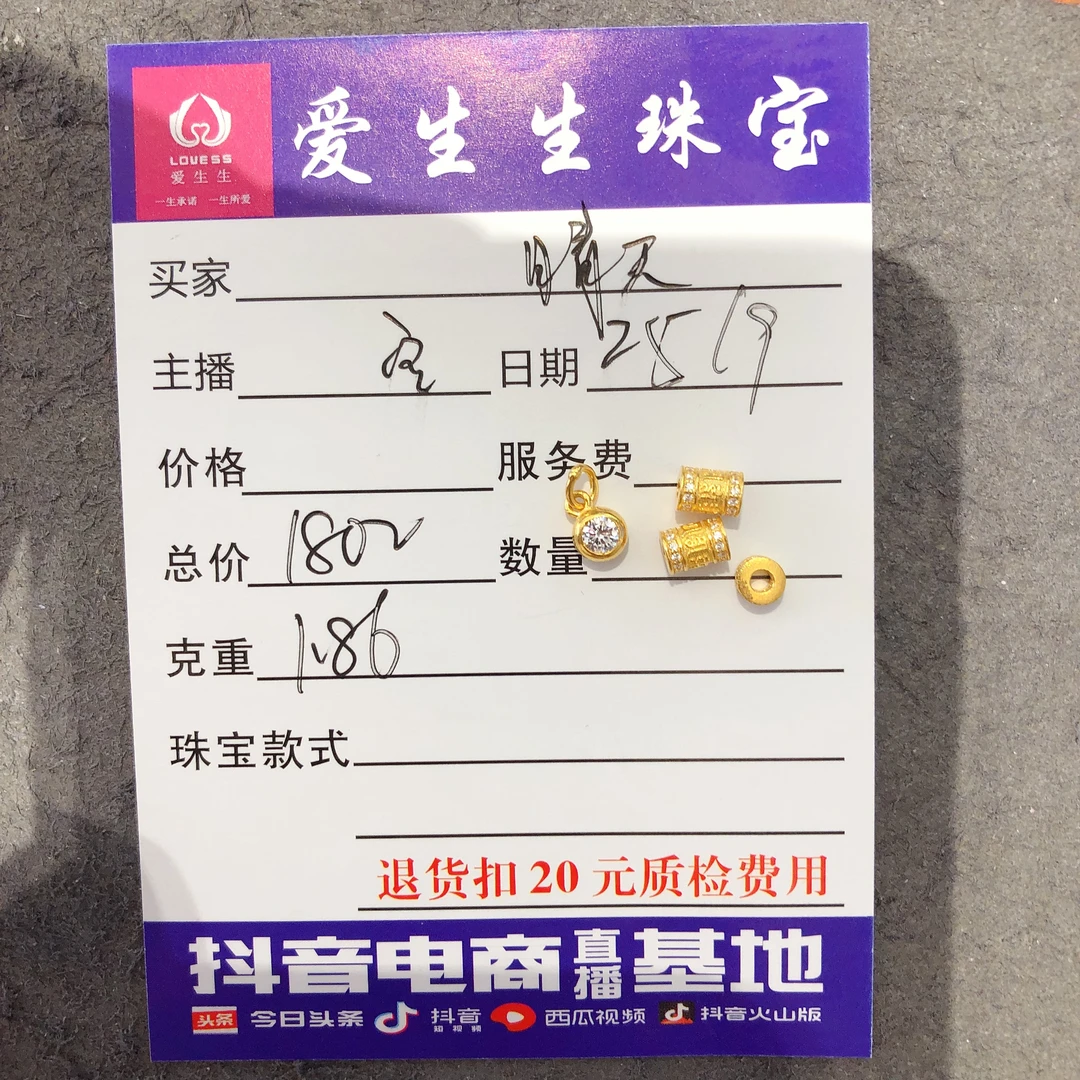 爱生生珠宝
LOVESS
爱生生
一生承诺 一生所爱
买家 晴天
主播 日期 25 19
价格 服务费
总价 1802 数量
克重 1.86
珠宝款式
退货扣20元质检费用
抖音电商直播基地
头条 今日头条 抖音短视频 西瓜视频 抖音火山版